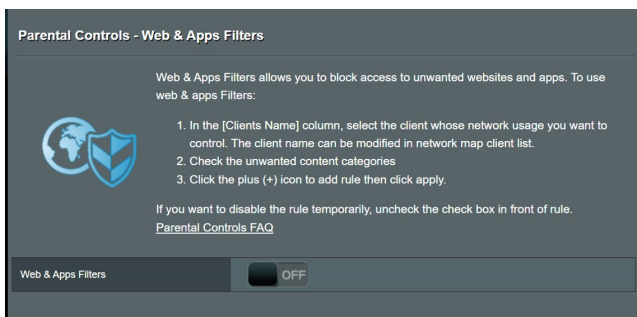 Parental Controls - Web & Apps Filters
Web & Apps Filters allows you to block access to unwanted websites and apps. To use
web & apps Filters:
1. In the [Clients Name] column, select the client whose network usage you want to
control. The client name can be modified in network map client list.
2. Check the unwanted content categories
3. Click the plus (+) icon to add rule then click apply.
If you want to disable the rule temporarily, uncheck the check box in front of rule.
Parental Controls FAQ
Web & Apps Filters
OFF